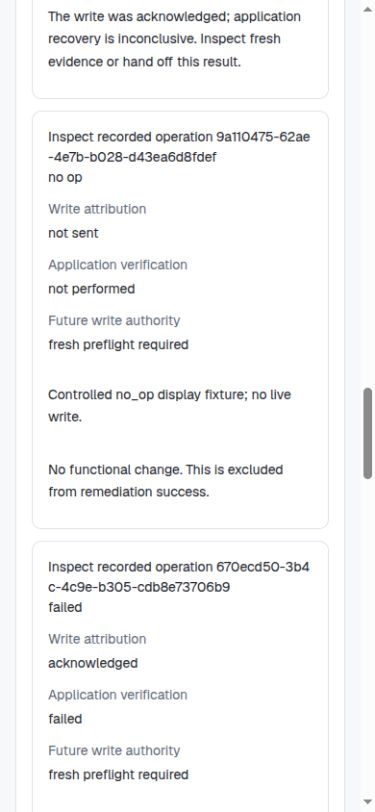 The write was acknowledged; application
recovery is inconclusive. Inspect fresh
evidence or hand off this result.
Inspect recorded operation 9a110475-62ae
-4e7b-b028-d43ea6d8fdef
no op
Write attribution
not sent
Application verification
not performed
Future write authority
fresh preflight required
Controlled no_op display fixture; no live
write.
No functional change. This is excluded
from remediation success.
Inspect recorded operation 670ecd50-3b4
c-4c9e-b305-cdb8e73706b9
failed
Write attribution
acknowledged
Application verification
failed
Future write authority
fresh preflight required